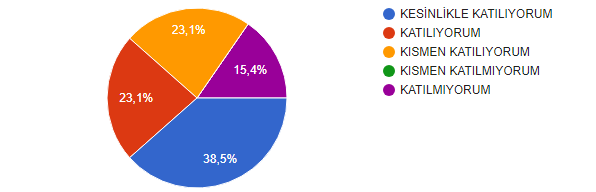 23,1%
15,4%
23,1%
38,5%
KESİNLİKLE KATILIYORUM
KATILIYORUM
KISMEN KATILIYORUM
KISMEN KATILMIYORUM
KATILMIYORUM